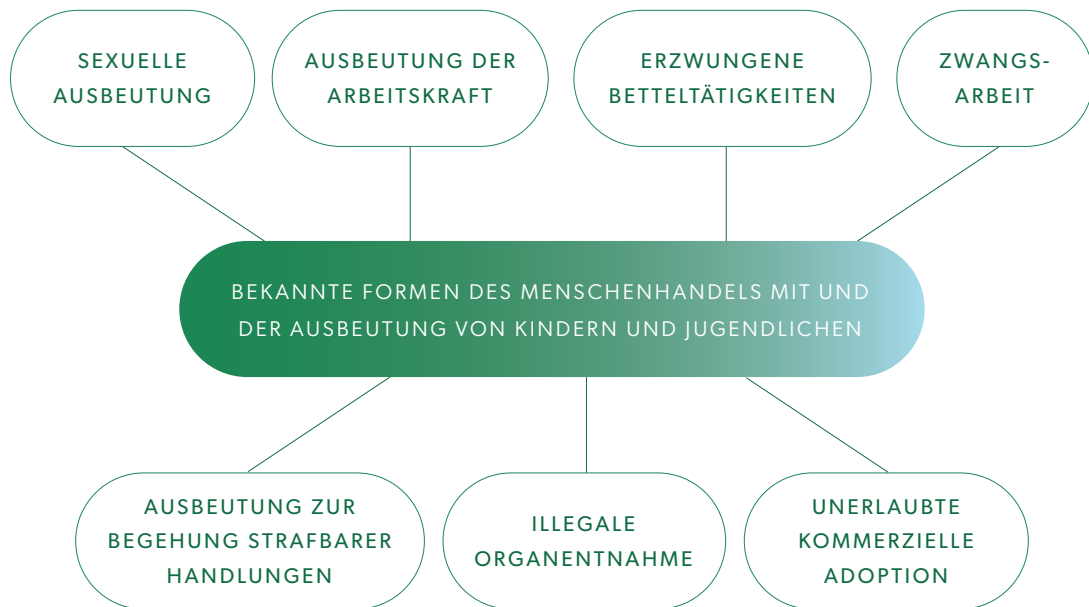 SEXUELLE
AUSBEUTUNG
AUSBEUTUNG DER
ARBEITSKRAFT
ERZWUNGENE
BETTELTÄTIGKEITEN
ZWANGS-
ARBEIT
BEKANNTE FORMEN DES MENSCHENHANDELS MIT UND
DER AUSBEUTUNG VON KINDERN UND JUGENDLICHEN
AUSBEUTUNG ZUR
BEGEHUNG STRAFBARER
HANDLUNGEN
ILLEGALE
ORGANENTNAHME
UNERLAUBTE
KOMMERZIELLE
ADOPTION